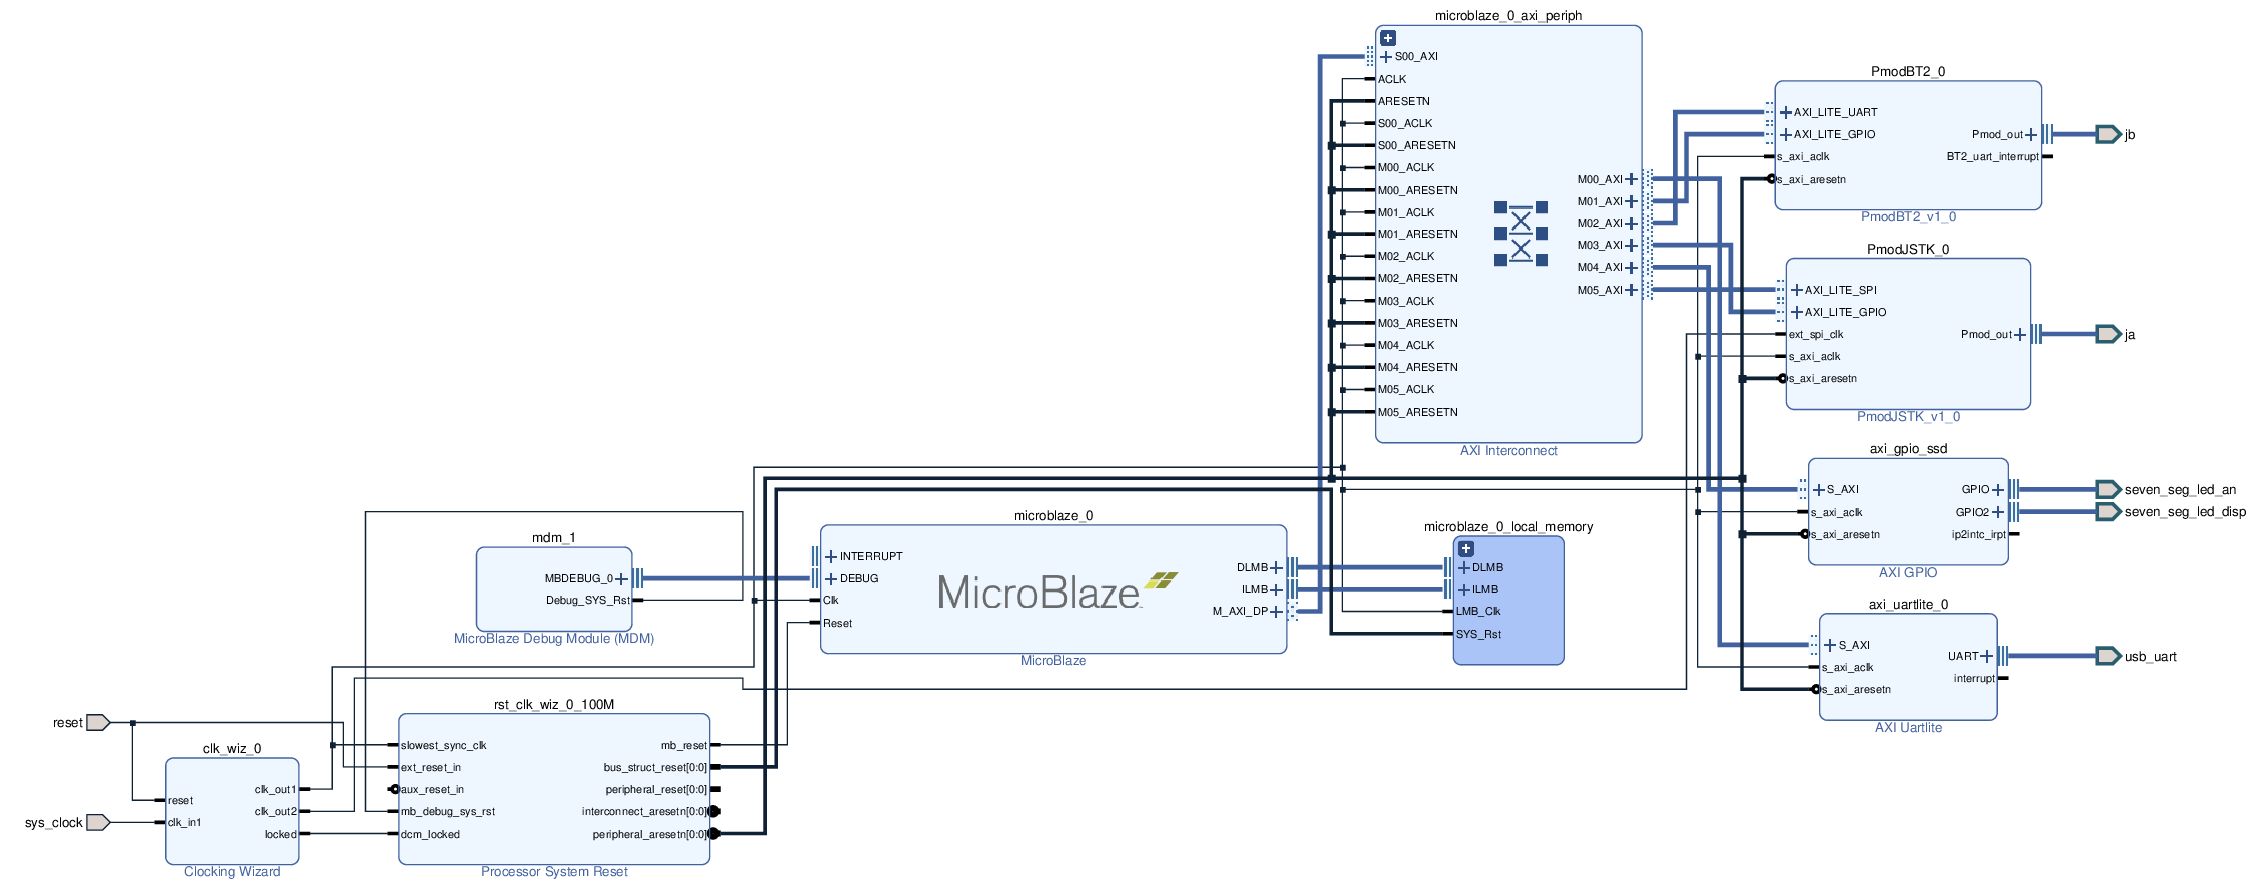 microblaze_0_axi_periph
S00_AXI
ACLK
ARESETN
S00_ACLK
S00_ARESETN
M00_ACLK
M00_ARESETN
M01_ACLK
M01_ARESETN
M02_ACLK
M02_ARESETN
M03_ACLK
M03_ARESETN
M04_ACLK
M04_ARESETN
M05_ACLK
M05_ARESETN
M00_AXI
M01_AXI
M02_AXI
M03_AXI
M04_AXI
M05_AXI
AXI Interconnect
PmodBT2_0
AXI_LITE_UART
AXI_LITE_GPIO
s_axi_aclk
s_axi_aresetn
Pmod_out
BT2_uart_interrupt
PmodBT2_v1_0
jb
PmodJSTK_0
AXI_LITE_SPI
AXI_LITE_GPIO
ext_spi_clk
s_axi_aclk
s_axi_aresetn
Pmod_out
PmodJSTK_v1_0
ja
axi_gpio_ssd
S_AXI
s_axi_aclk
s_axi_aresetn
GPIO
GPIO2
ip2intc_irpt
AXI GPIO
seven_seg_led_an
seven_seg_led_disp
axi_uartlite_0
S_AXI
s_axi_aclk
s_axi_aresetn
UART
interrupt
AXI Uartlite
usb_uart
mdm_1
MBDEBUG_0
Debug_SYS_Rst
MicroBlaze Debug Module (MDM)
microblaze_0
INTERRUPT
DEBUG
Clk
Reset
MicroBlaze
DLMB
ILMB
M_AXI_DP
MicroBlaze
microblaze_0_local_memory
DLMB
ILMB
LMB_Clk
SYS_Rst
reset
sys_clock
clk_wiz_0
reset
clk_in1
clk_out1
clk_out2
locked
Clocking Wizard
rst_clk_wiz_0_100M
slowest_sync_clk
ext_reset_in
aux_reset_in
mb_debug_sys_rst
dcm_locked
mb_reset
bus_struct_reset[0:0]
peripheral_reset[0:0]
interconnect_aresetn[0:0]
peripheral_aresetn[0:0]
Processor System Reset